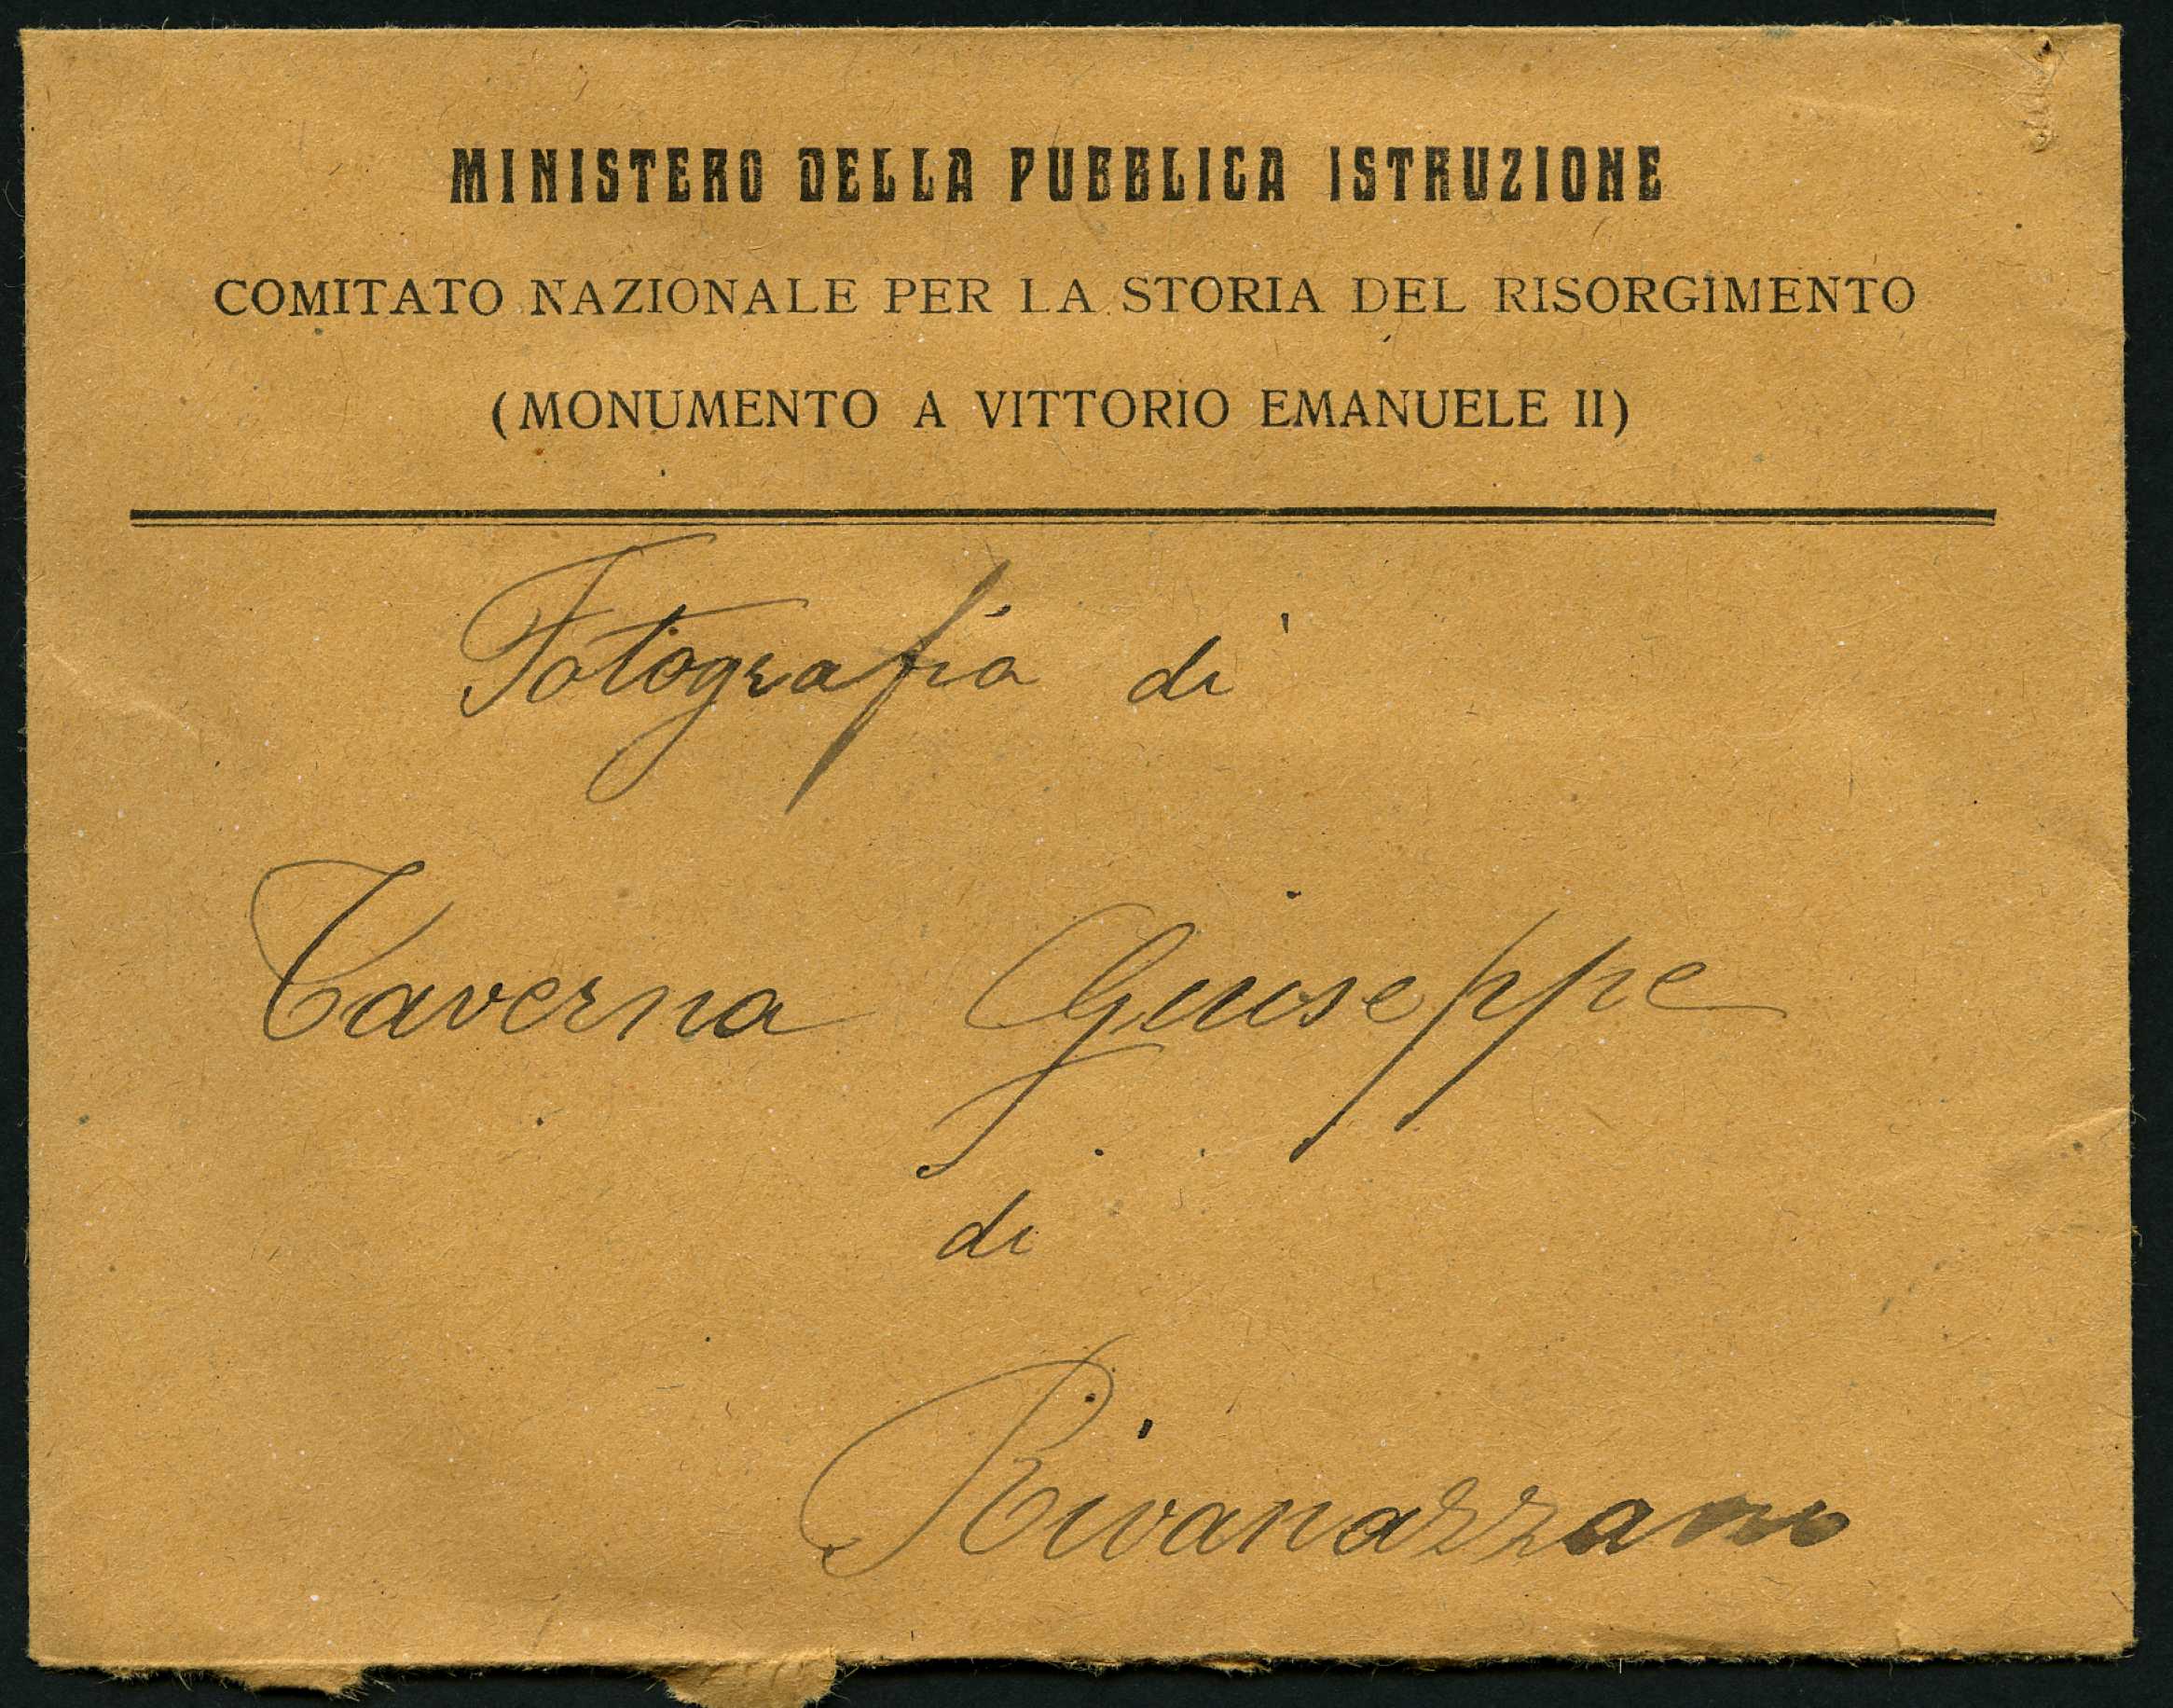 MINISTERO DELLA PUBBLICA ISTRUZIONE
COMITATO NAZIONALE PER LA STORIA DEL RISORGIMENTO
(MONUMENTO A VITTORIO EMANUELE II)
Fotografia di
Taverna Giuseppe
di
Rivanazzano